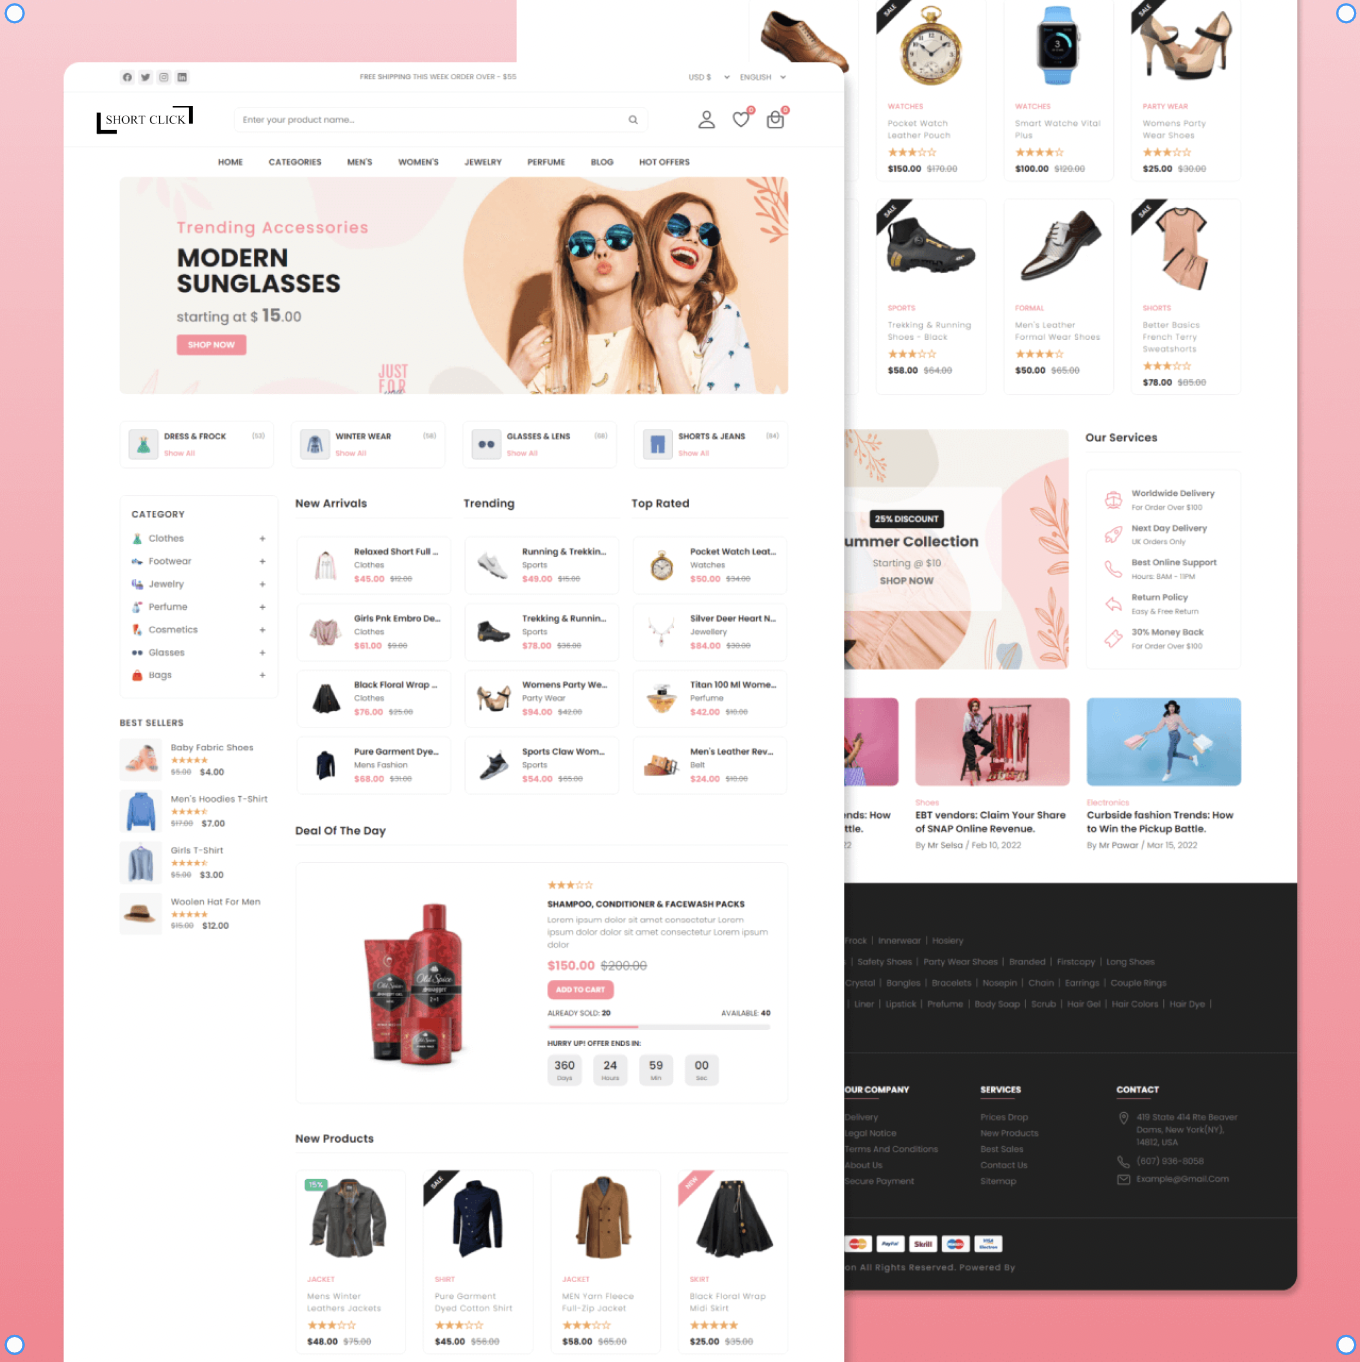 FREE SHIPPING THIS WEEK ORDER OVER - $55
USD $
ENGLISH
SHORT CLICK
Enter your product name...
0
0
HOME
CATEGORIES
MEN'S
WOMEN'S
JEWELRY
PERFUME
BLOG
HOT OFFERS
Trending Accessories
MODERN
SUNGLASSES
starting at $ 15.00
SHOP NOW
JUST
FOR
DRESS & FROCK (53)
Show All
WINTER WEAR (58)
Show All
GLASSES & LENS (68)
Show All
SHORTS & JEANS (84)
Show All
CATEGORY
Clothes +
Footwear +
Jewelry +
Perfume +
Cosmetics +
Glasses +
Bags +
BEST SELLERS
Baby Fabric Shoes
$5.00 $4.00
Men's Hoodies T-Shirt
$17.00 $7.00
Girls T-Shirt
$5.00 $3.00
Woolen Hat For Men
$15.00 $12.00
New Arrivals
Relaxed Short Full ...
Clothes
$45.00 $12.00
Girls Pnk Embro De...
Clothes
$61.00 $9.00
Black Floral Wrap ...
Clothes
$76.00 $25.00
Pure Garment Dye...
Mens Fashion
$68.00 $31.00
Trending
Running & Trekkin...
Sports
$49.00 $15.00
Trekking & Runnin...
Sports
$78.00 $36.00
Womens Party We...
Party Wear
$94.00 $42.00
Sports Claw Wom...
Sports
$54.00 $65.00
Top Rated
Pocket Watch Leat...
Watches
$50.00 $34.00
Silver Deer Heart N...
Jewellery
$84.00 $30.00
Titan 100 Ml Wome...
Perfume
$42.00 $10.00
Men's Leather Rev...
Belt
$24.00 $10.00
Deal Of The Day
Old Spice
Old Spice
SWAGGER
2 in 1
SHAMPOO, CONDITIONER & FACEWASH PACKS
Lorem ipsum dolor sit amet consectetur Lorem
ipsum dolor dolor sit amet consectetur Lorem ipsum
dolor
$150.00 $200.00
ADD TO CART
ALREADY SOLD: 20
AVAILABLE: 40
HURRY UP! OFFER ENDS IN:
360 24 59 00
Days Hours Min Sec
New Products
15%
JACKET
Mens Winter
Leathers Jackets
$48.00 $75.00
SALE
SHIRT
Pure Garment
Dyed Cotton Shirt
$45.00 $56.00
JACKET
MEN Yarn Fleece
Full-Zip Jacket
$58.00 $65.00
NEW
SKIRT
Black Floral Wrap
Midi Skirt
$25.00 $35.00
SALE
WATCHES
Pocket Watch
Leather Pouch
$150.00 $170.00
3
WATCHES
Smart Watche Vital
Plus
$100.00 $120.00
SALE
PARTY WEAR
Womens Party
Wear Shoes
$25.00 $30.00
SALE
SPORTS
Trekking & Running
Shoes - Black
$58.00 $64.00
FORMAL
Men's Leather
Formal Wear Shoes
$50.00 $65.00
SALE
SHORTS
Better Basics
French Terry
Sweatshorts
$78.00 $85.00
25% DISCOUNT
ummer Collection
Starting @ $10
SHOP NOW
Our Services
Worldwide Delivery
For Order Over $100
Next Day Delivery
UK Orders Only
Best Online Support
Hours: 8AM - 11PM
Return Policy
Easy & Free Return
30% Money Back
For Order Over $100
ends: How
ttle.
22
Shoes
EBT vendors: Claim Your Share
of SNAP Online Revenue.
By Mr Selsa / Feb 10, 2022
Electronics
Curbside fashion Trends: How
to Win the Pickup Battle.
By Mr Pawar / Mar 15, 2022
Frock | Innerwear | Hosiery
| Safety Shoes | Party Wear Shoes | Branded | Firstcopy | Long Shoes
Crystal | Bangles | Bracelets | Nosepin | Chain | Earrings | Couple Rings
| Liner | Lipstick | Prefume | Body Soap | Scrub | Hair Gel | Hair Colors | Hair Dye |
OUR COMPANY
Delivery
Legal Notice
Terms And Conditions
About Us
Secure Payment
SERVICES
Prices Drop
New Products
Best Sales
Contact Us
Sitemap
CONTACT
419 State 414 Rte Beaver
Dams, New York(NY),
14812, USA
(607) 936-8058
Example@Gmail.Com
PayPal
Skrill
VISA
Electron
on All Rights Reserved. Powered By